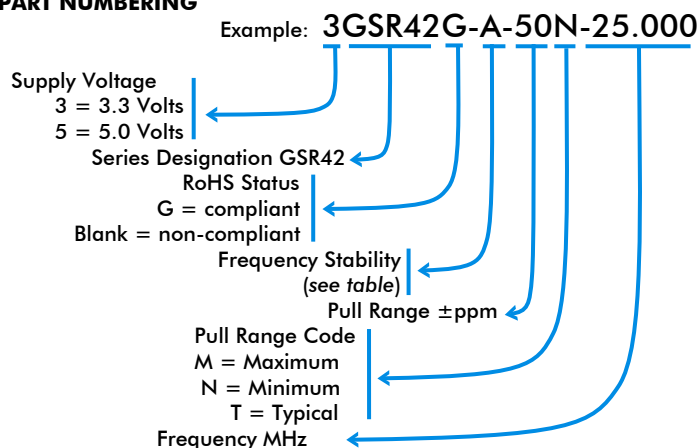 PART NUMBERING
Example: 3GSR42G-A-50N-25.000
Supply Voltage
3 = 3.3 Volts
5 = 5.0 Volts
Series Designation GSR42
RoHS Status
G = compliant
Blank = non-compliant
Frequency Stability
(see table)
Pull Range ±ppm
Pull Range Code
M = Maximum
N = Minimum
T = Typical
Frequency MHz